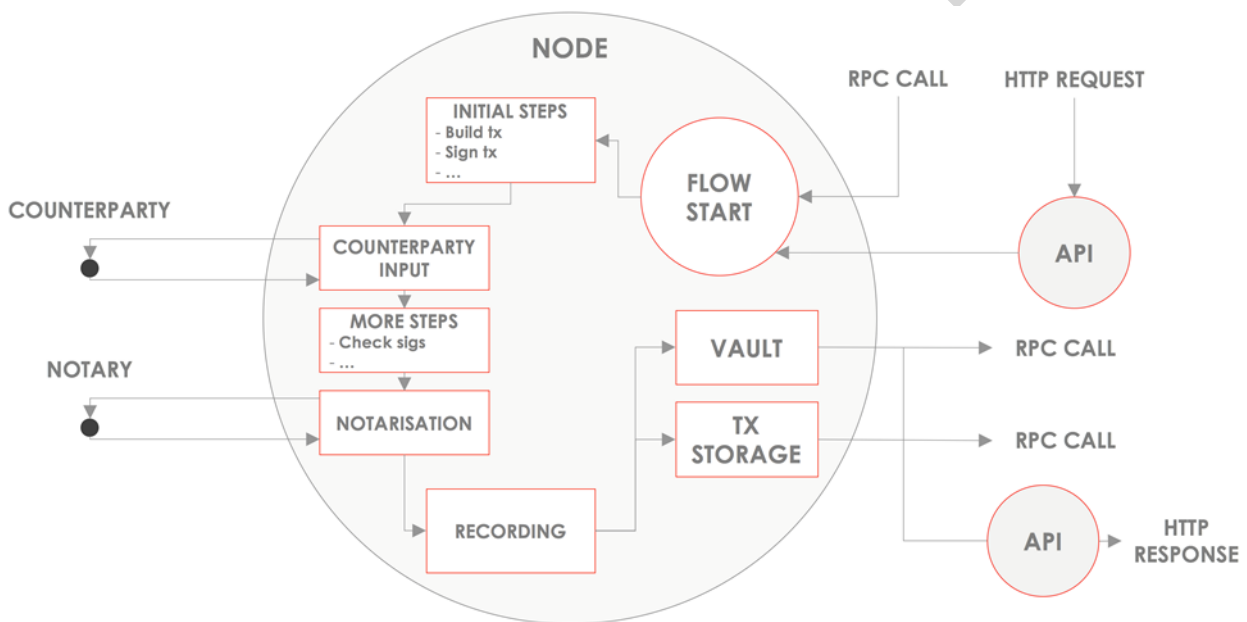 NODE
RPC CALL
HTTP REQUEST
INITIAL STEPS
- Build tx
- Sign tx
- ...
FLOW
START
COUNTERPARTY
COUNTERPARTY
INPUT
API
MORE STEPS
- Check sigs
- ...
VAULT
RPC CALL
NOTARY
NOTARISATION
TX
STORAGE
RPC CALL
RECORDING
API
HTTP
RESPONSE